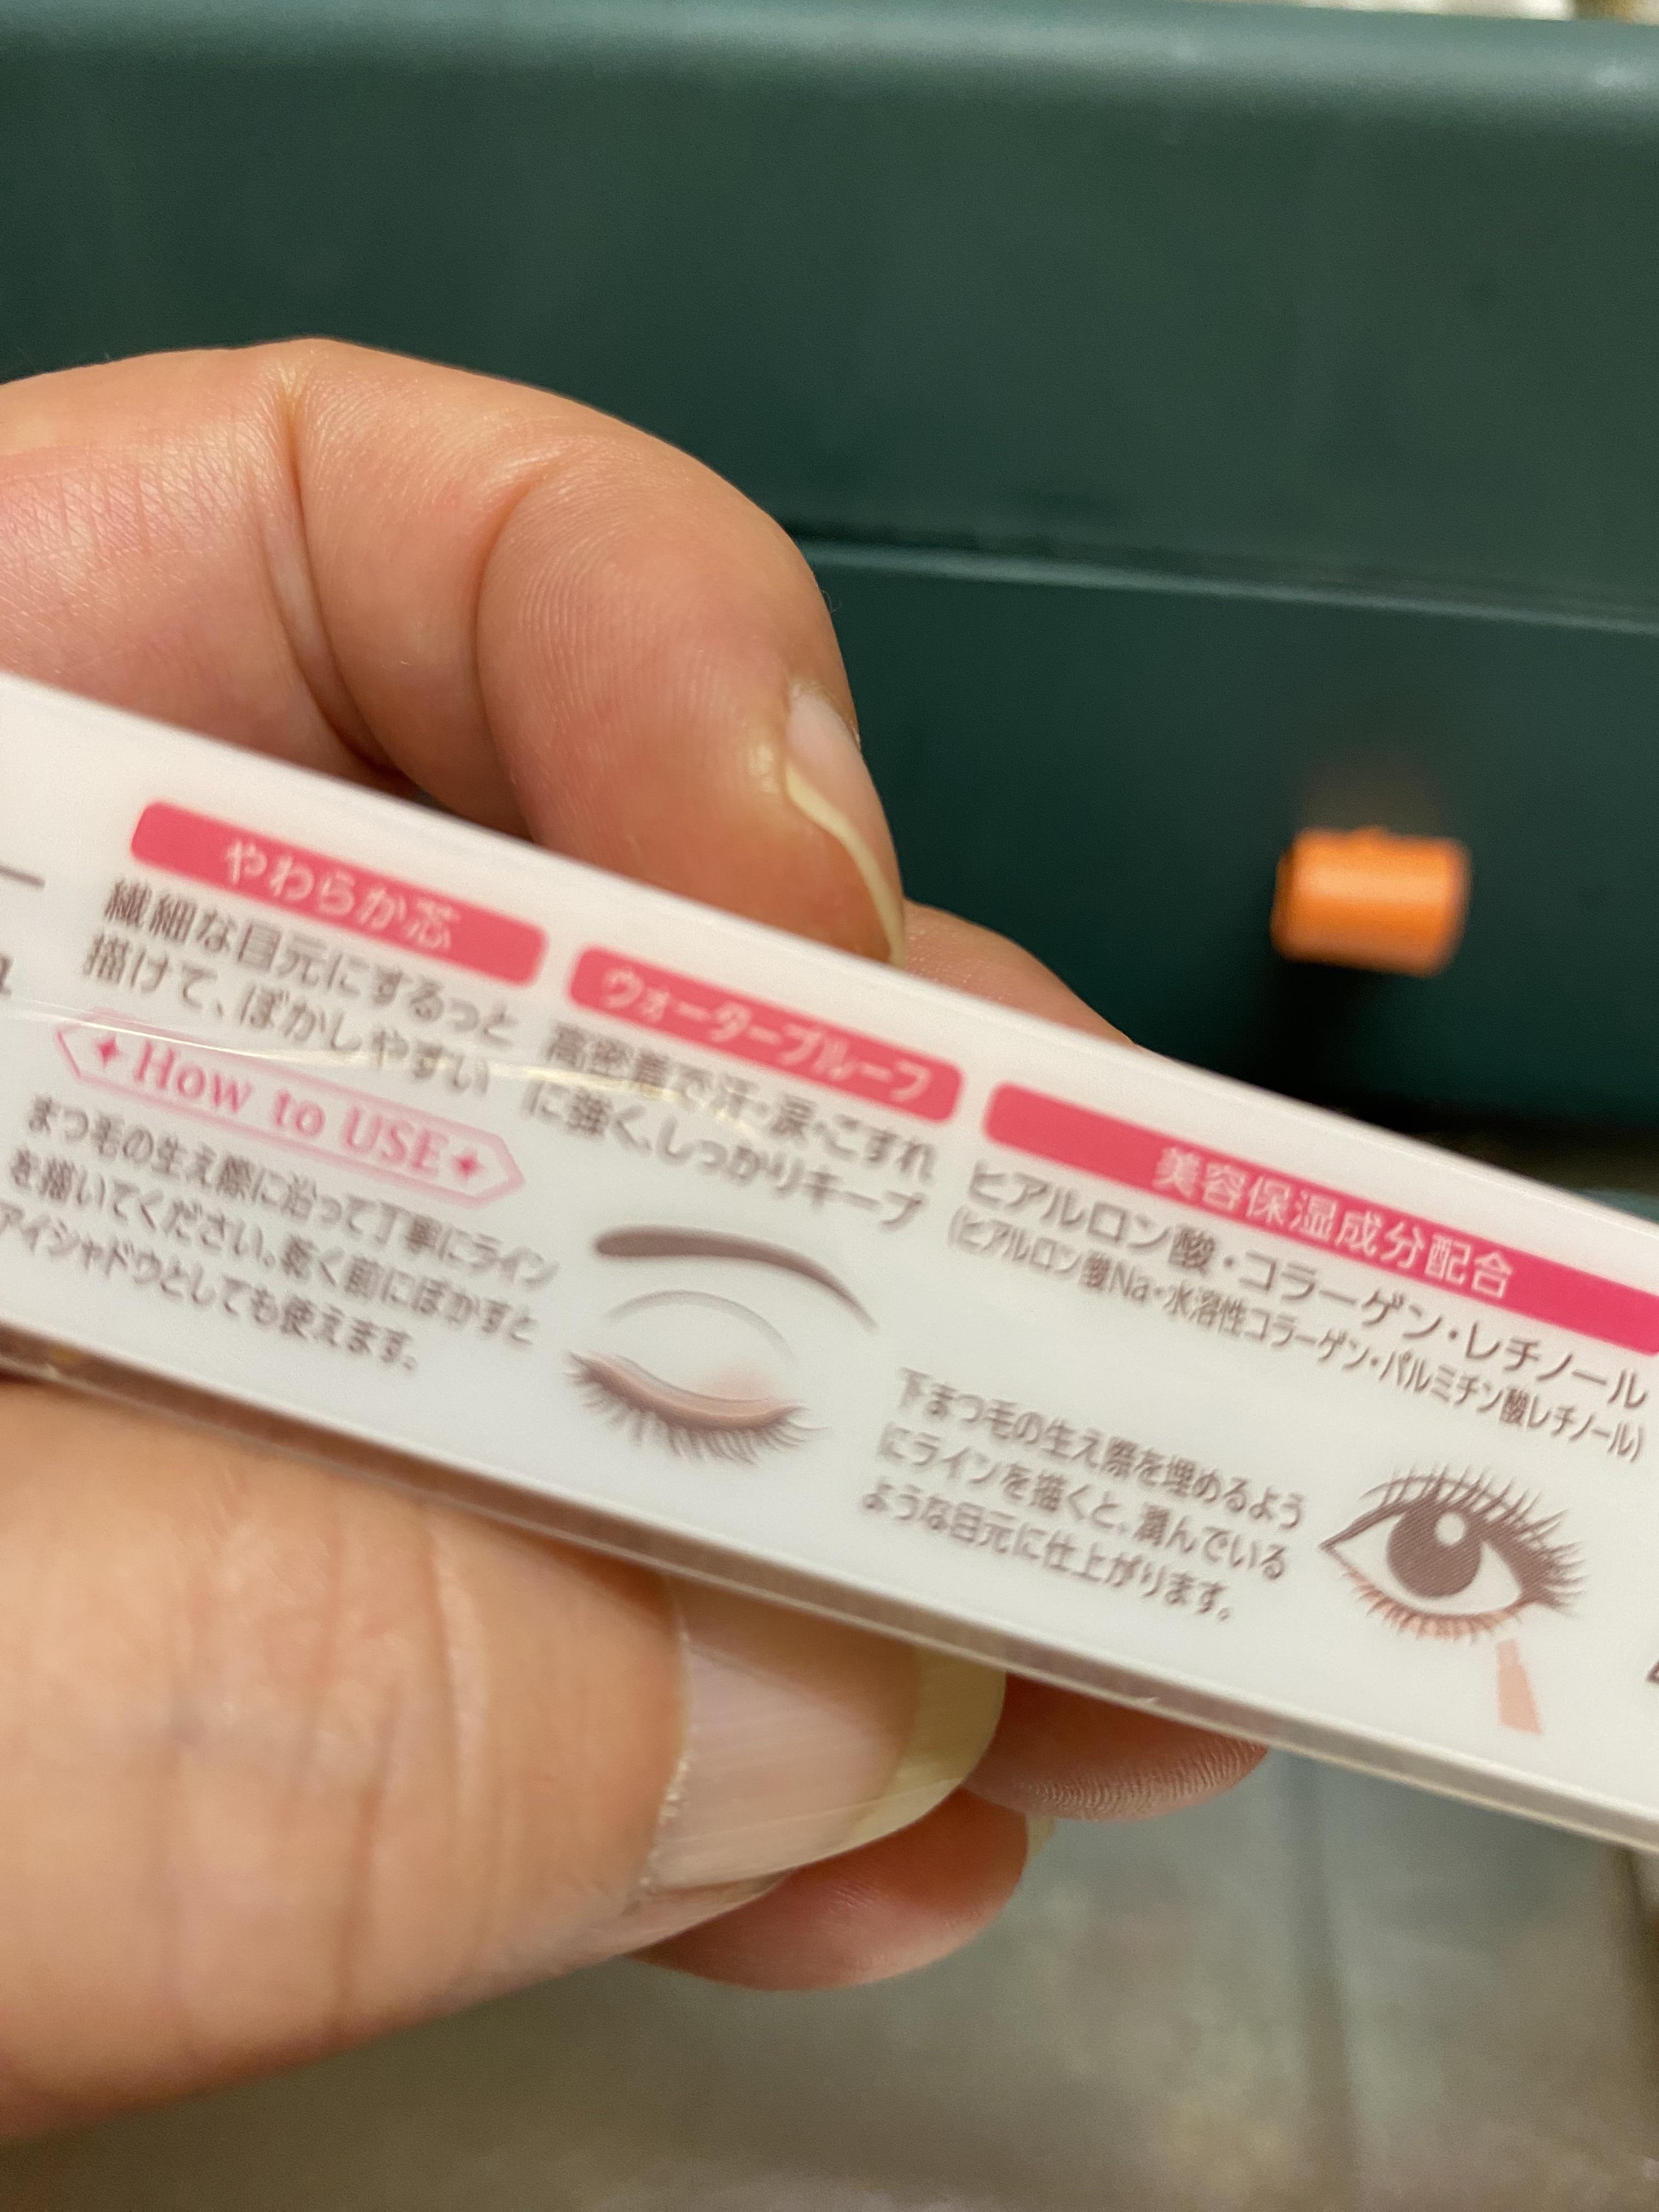 やわらか芯
繊細な目元にするっと
描けて、ぼかしやすい
ウォータープルーフ
高密着で汗・涙・こすれ
に強く、しっかりキープ
美容保湿成分配合
ヒアルロン酸・コラーゲン・レチノール
(ヒアルロン酸Na・水溶性コラーゲン・パルミチン酸レチノール)
How to USE
まつ毛の生え際に沿って丁寧にライン
を描いてください。乾く前にぼかすと
アイシャドウとしても使えます。
下まつ毛の生え際を埋めるよう
にラインを描くと、潤んでいる
ような目元に仕上がります。